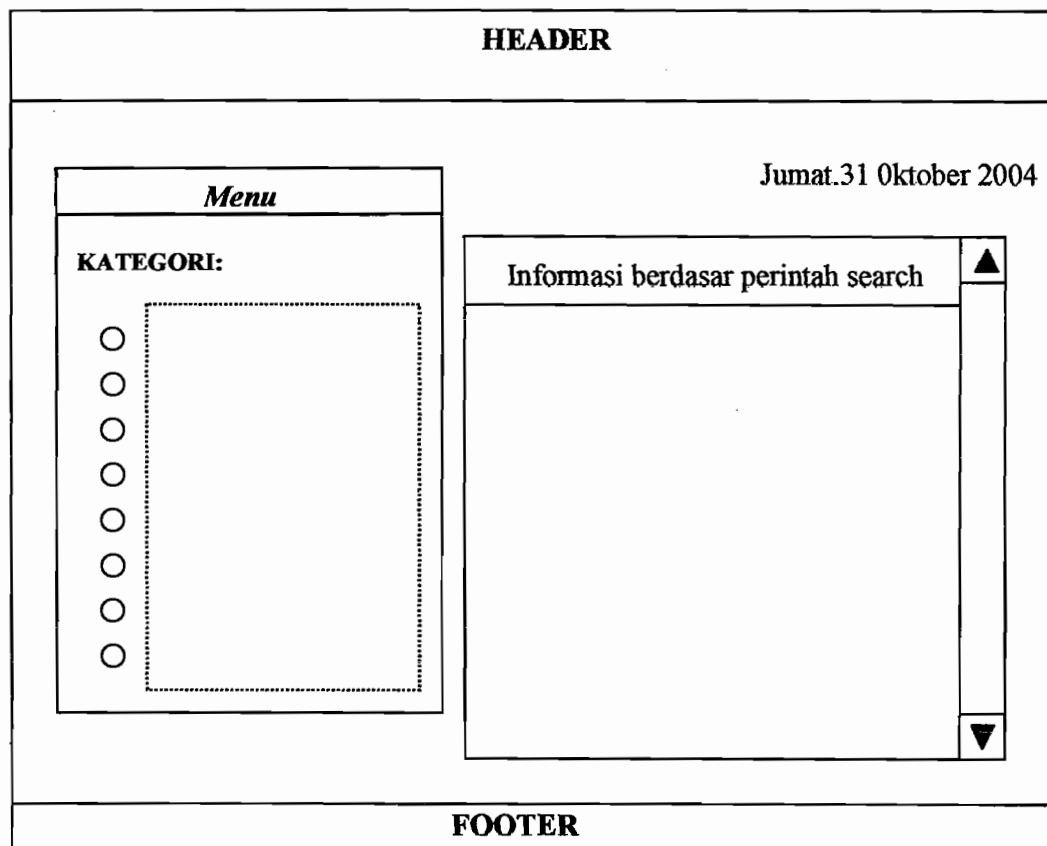 HEADER
Jumat.31 0ktober 2004
Menu
KATEGORI:
Informasi berdasar perintah search
FOOTER